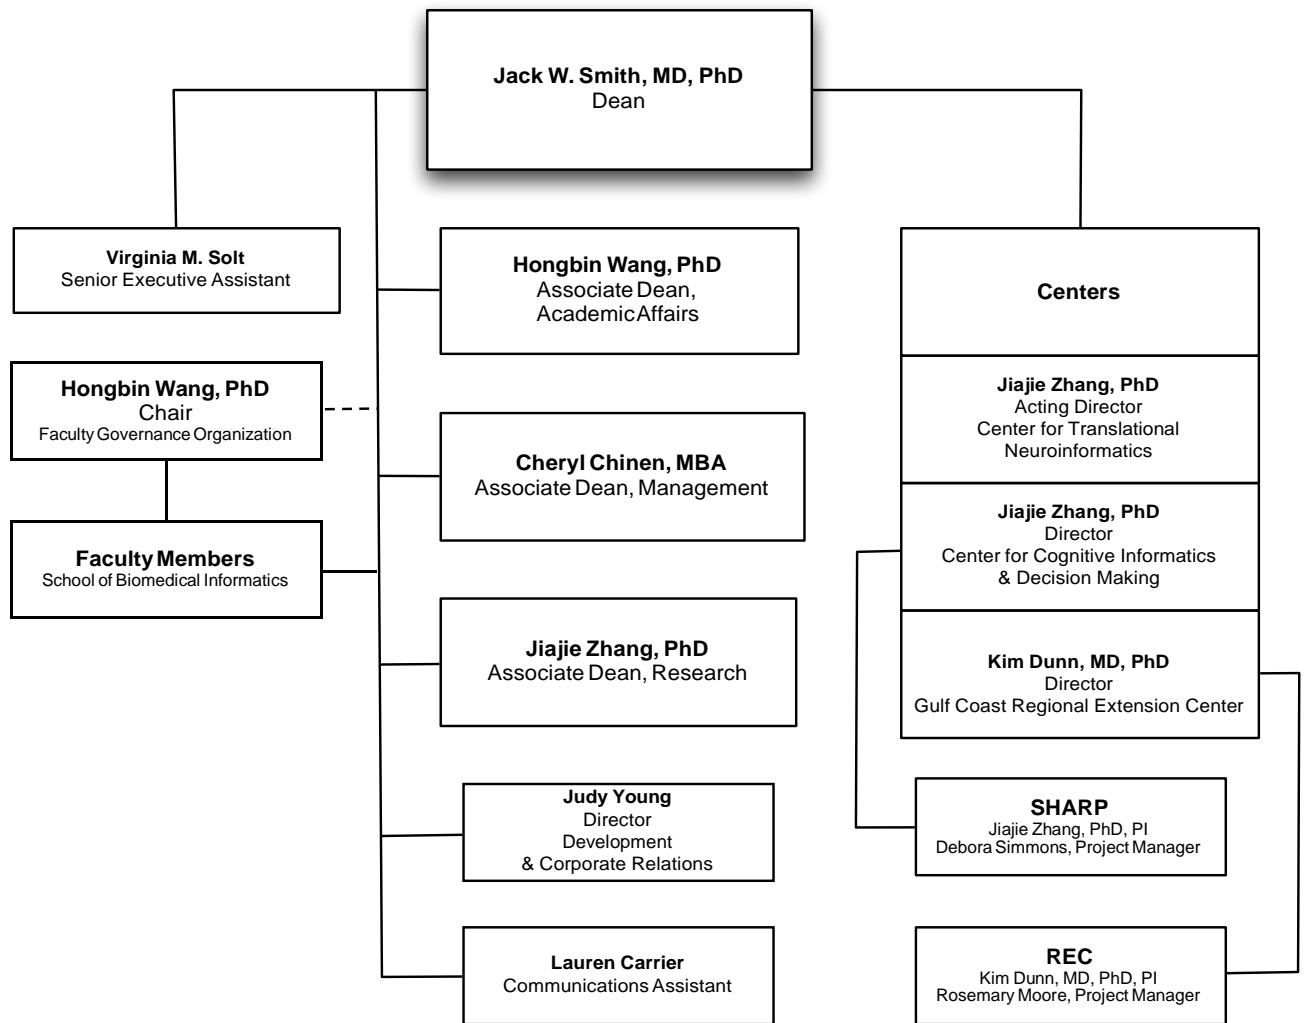 Jack W. Smith, MD, PhD
Dean
Virginia M. Solt
Senior Executive Assistant
Hongbin Wang, PhD
Chair
Faculty Governance Organization
Faculty Members
School of Biomedical Informatics
Hongbin Wang, PhD
Associate Dean,
Academic Affairs
Cheryl Chinen, MBA
Associate Dean, Management
Jiajie Zhang, PhD
Associate Dean, Research
Judy Young
Director
Development
& Corporate Relations
Lauren Carrier
Communications Assistant
Centers
Jiajie Zhang, PhD
Acting Director
Center for Translational
Neuroinformatics
Jiajie Zhang, PhD
Director
Center for Cognitive Informatics
& Decision Making
Kim Dunn, MD, PhD
Director
Gulf Coast Regional Extension Center
SHARP
Jiajie Zhang, PhD, PI
Debora Simmons, Project Manager
REC
Kim Dunn, MD, PhD, PI
Rosemary Moore, Project Manager